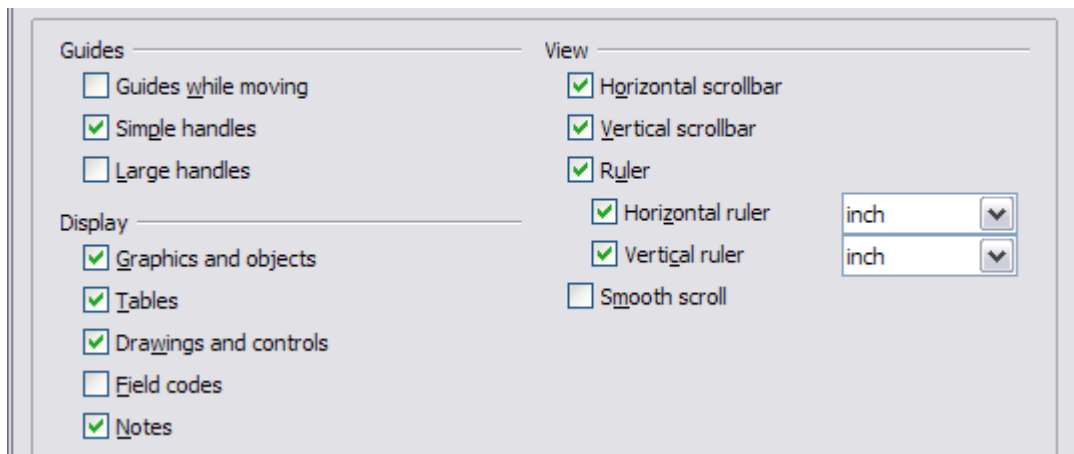 Guides
Guides while moving
Simple handles
Large handles
Display
Graphics and objects
Tables
Drawings and controls
Field codes
Notes
View
Horizontal scrollbar
Vertical scrollbar
Ruler
Horizontal ruler inch
Vertical ruler inch
Smooth scroll